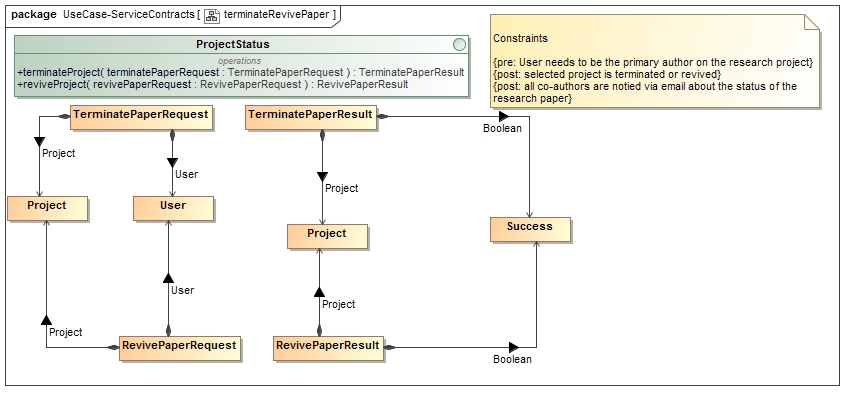 package UseCase-ServiceContracts [ terminateRevivePaper ]
ProjectStatus
operations
+terminateProject( terminatePaperRequest : TerminatePaperRequest ) : TerminatePaperResult
+reviveProject( revivePaperRequest : RevivePaperRequest ) : RevivePaperResult
Constraints
{pre: User needs to be the primary author on the research project}
{post: selected project is terminated or revived}
{post: all co-authors are notied via email about the status of the
research paper}
TerminatePaperRequest
TerminatePaperResult
Boolean
Project
User
Project
Project
User
Project
Success
User
Project
Project
RevivePaperRequest
RevivePaperResult
Boolean